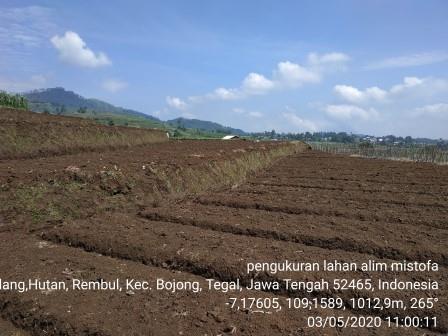 pengukuran lahan alim mistofa
lang,Hutan, Rembul, Kec. Bojong, Tegal, Jawa Tengah 52465, Indonesia
-7,17605, 109,1589, 1012,9m, 265°
03/05/2020 11:00:11